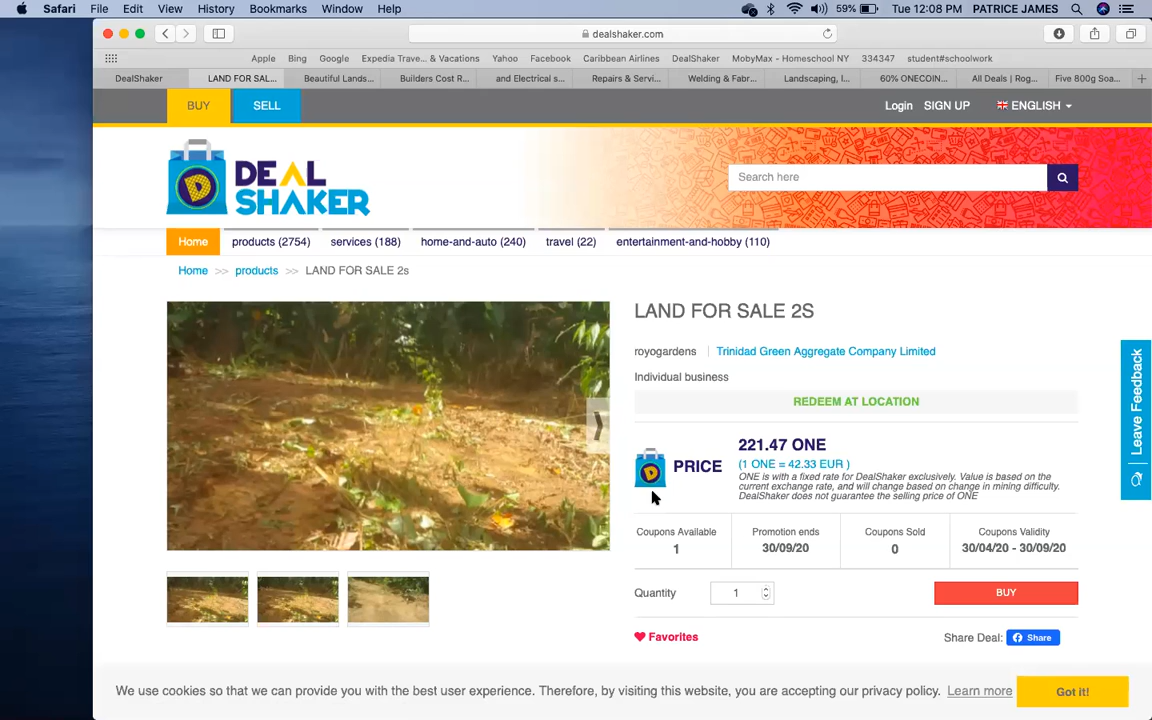 Safari File Edit View History Bookmarks Window Help 59% Tue 12:08 PM PATRICE JAMES
dealshaker.com
Apple Bing Google Expedia Trave... & Vacations Yahoo Facebook Caribbean Airlines DealShaker MobyMax - Homeschool NY 334347 student#schoolwork
DealShaker LAND FOR SAL... Beautiful Lands... Builders Cost R... and Electrical s... Repairs & Servi... Welding & Fabr... Landscaping, I... 60% ONECOIN... All Deals | Rog... Five 800g Soa...
BUY SELL Login SIGN UP ENGLISH
DEAL
SHAKER
Search here
Home products (2754) services (188) home-and-auto (240) travel (22) entertainment-and-hobby (110)
Home >> products >> LAND FOR SALE 2s
LAND FOR SALE 2S
royogardens | Trinidad Green Aggregate Company Limited
Individual business
REDEEM AT LOCATION
PRICE
221.47 ONE
(1 ONE = 42.33 EUR )
ONE is with a fixed rate for DealShaker exclusively. Value is based on the
current exchange rate, and will change based on change in mining difficulty.
DealShaker does not guarantee the selling price of ONE
Coupons Available Promotion ends Coupons Sold Coupons Validity
1 30/09/20 0 30/04/20 - 30/09/20
Quantity 1 BUY
Favorites Share Deal: Share
Leave Feedback
We use cookies so that we can provide you with the best user experience. Therefore, by visiting this website, you are accepting our privacy policy. Learn more Got it!